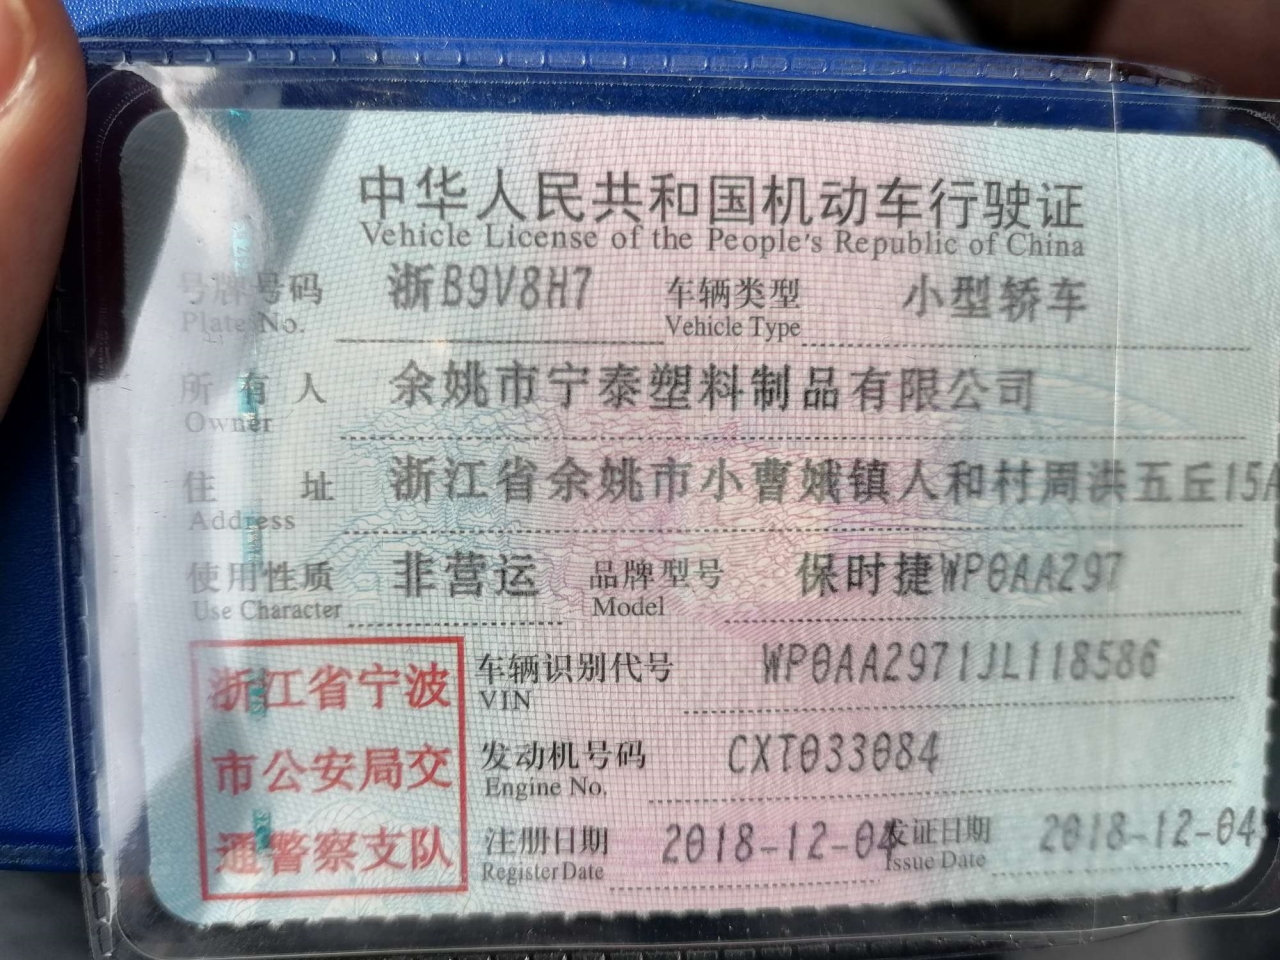 中华人民共和国机动车行驶证
Vehicle License of the People's Republic of China
号牌号码 浙B9V8H7 车辆类型 小型轿车
Plate No. Vehicle Type
所有人 余姚市宁泰塑料制品有限公司
Owner
住址 浙江省余姚市小曹娥镇人和村周洪五丘15A
Address
使用性质 非营运 品牌型号 保时捷WP0AA297
Use Character Model
浙江省宁波
市公安局交
通警察支队
车辆识别代号 WP0AA2971JL118586
VIN
发动机号码 CXT033084
Engine No.
注册日期 2018-12-04 发证日期 2018-12-04
Register Date Issue Date